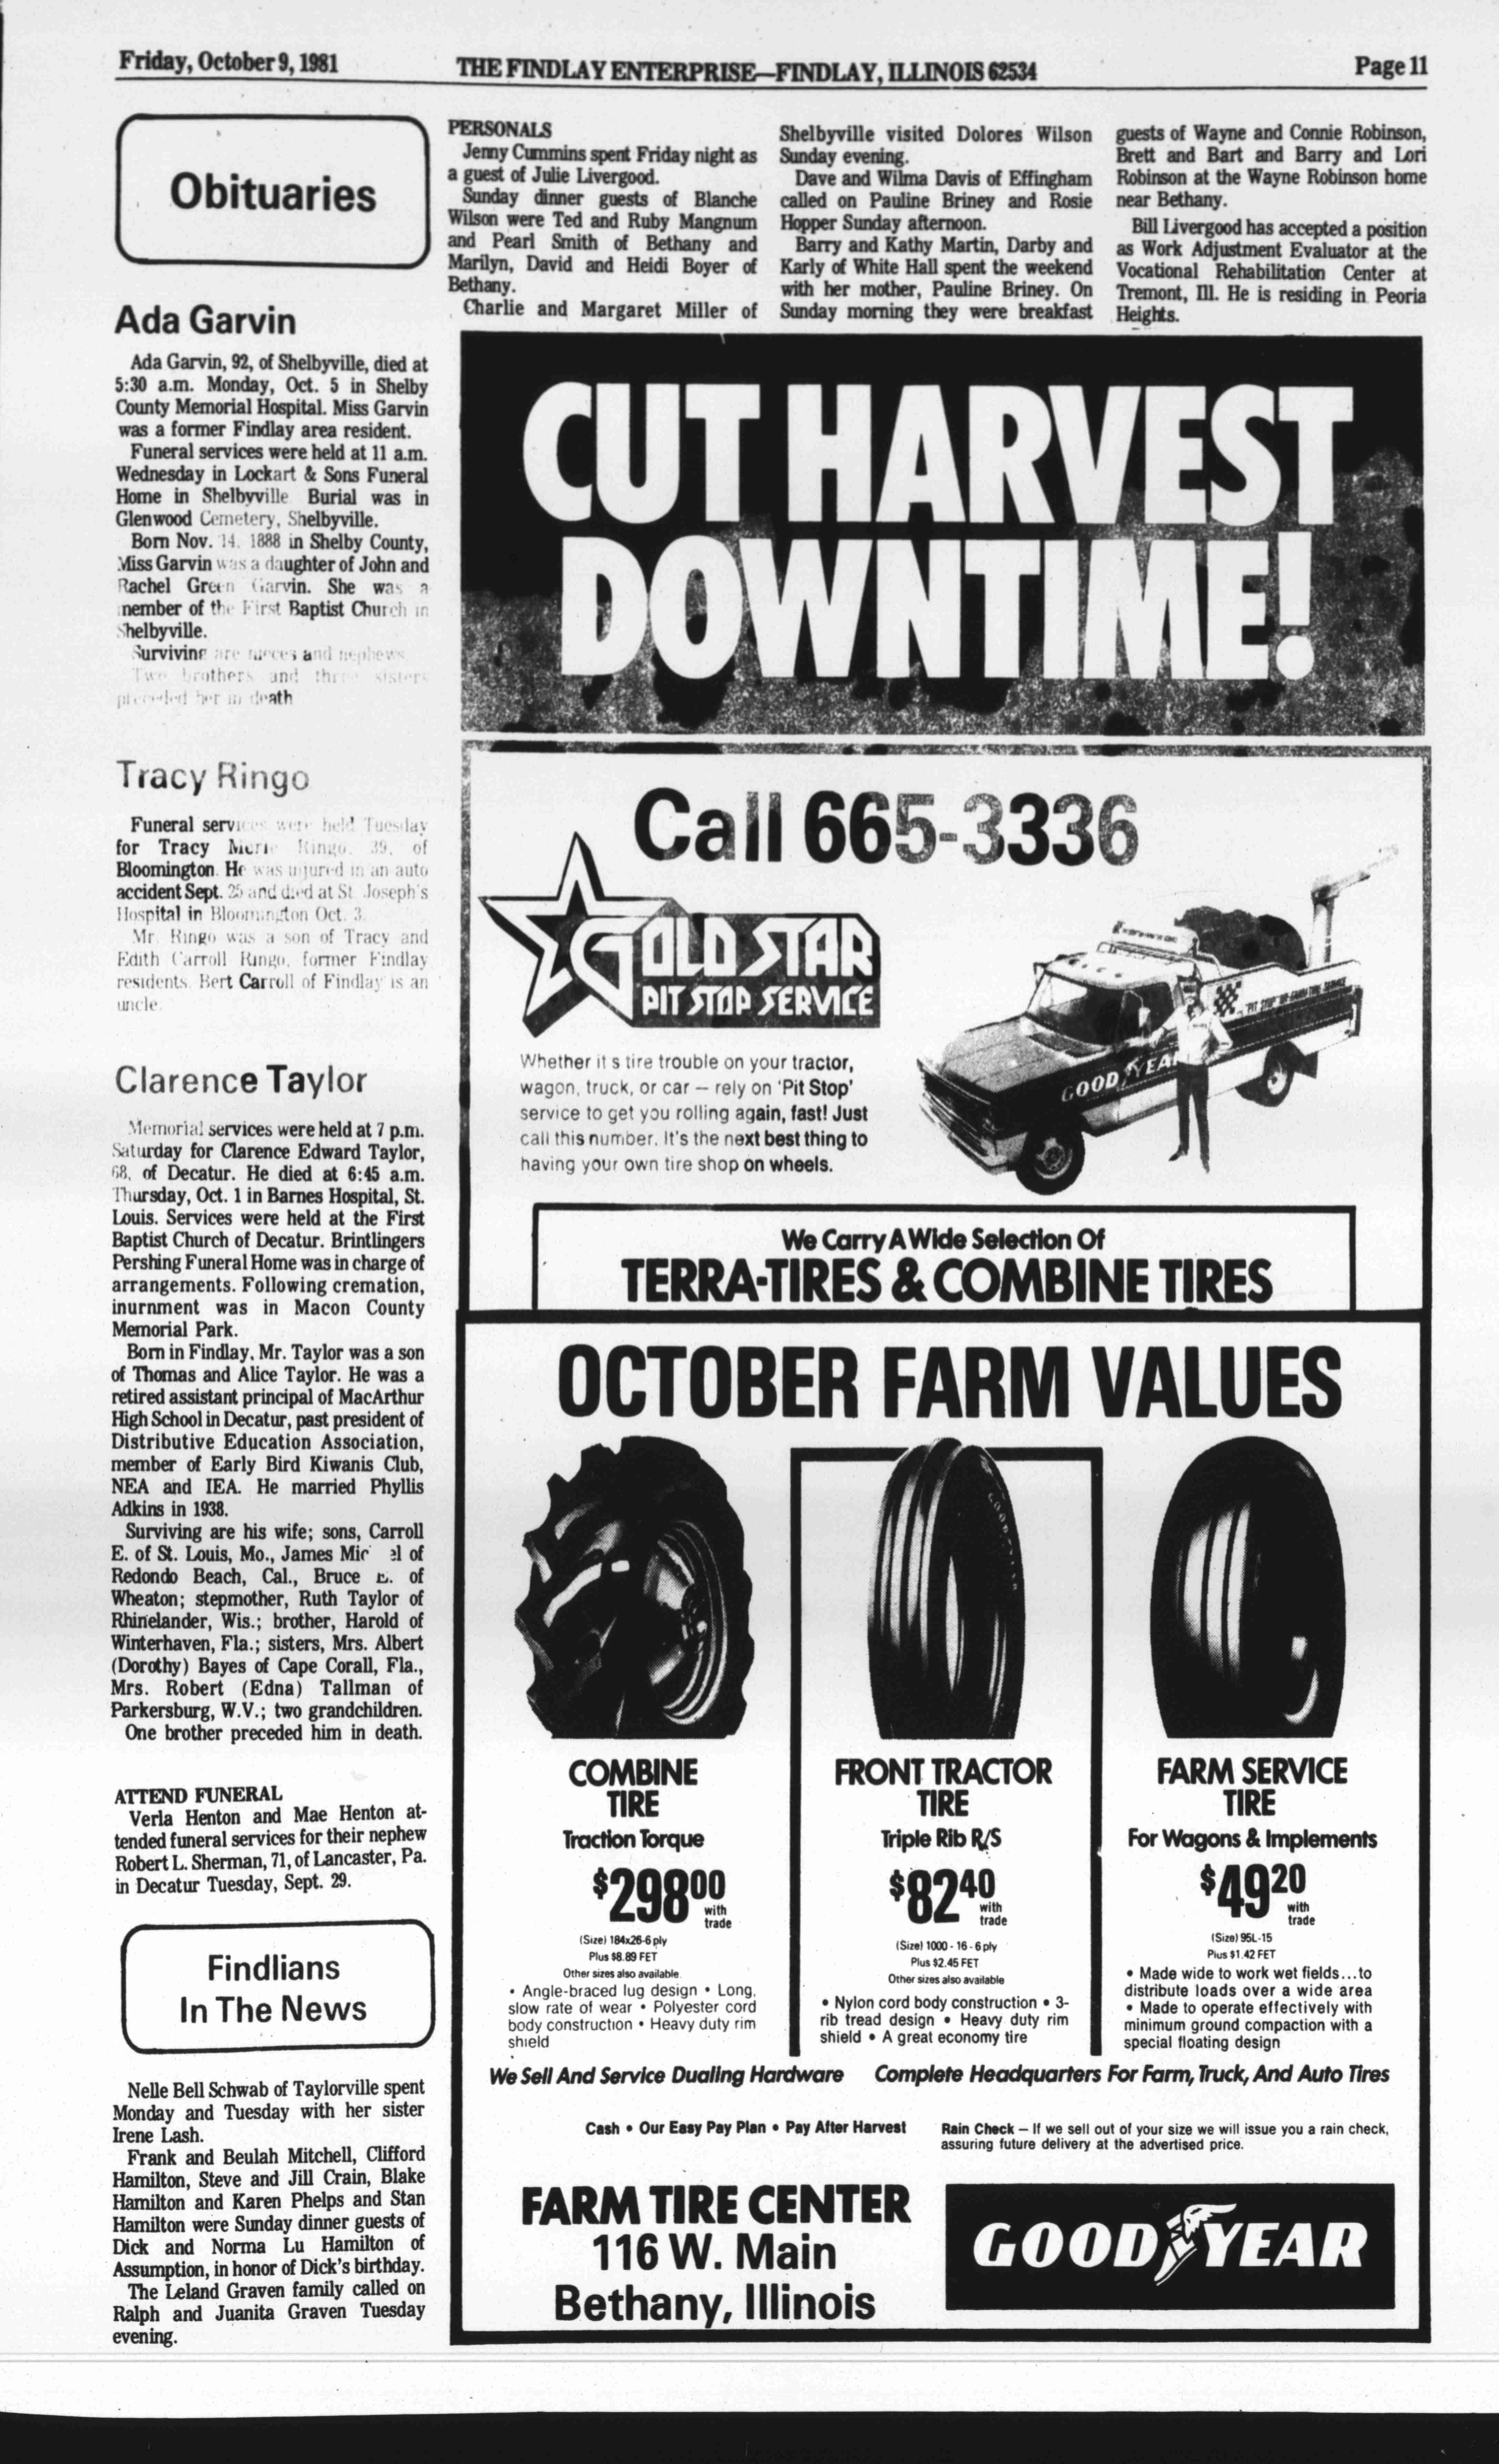 Friday, October 9, 1981
THE FINDLAY ENTERPRISE—FINDLAY, ILLINOIS 62534
Page 11
Obituaries
Ada Garvin
Ada Garvin, 92, of Shelbyville, died at
5:30 a.m. Monday, Oct. 5 in Shelby
County Memorial Hospital. Miss Garvin
was a former Findlay area resident.
Funeral services were held at 11 a.m.
Wednesday in Lockart & Sons Funeral
Home in Shelbyville. Burial was in
Glenwood Cemetery, Shelbyville.
Born Nov. 14, 1888 in Shelby County,
Miss Garvin was a daughter of John and
Rachel Green Garvin. She was a
member of the First Baptist Church in
Shelbyville.
Surviving are nieces and nephews.
Two brothers and three sisters
preceded her in death
Tracy Ringo
Funeral services were held Tuesday
for Tracy Merle Ringo, 39, of
Bloomington. He was injured in an auto
accident Sept. 25 and died at St. Joseph's
Hospital in Bloomington Oct. 3.
Mr. Ringo was a son of Tracy and
Edith Carroll Ringo, former Findlay
residents. Bert Carroll of Findlay is an
uncle.
Clarence Taylor
Memorial services were held at 7 p.m.
Saturday for Clarence Edward Taylor,
68, of Decatur. He died at 6:45 a.m.
Thursday, Oct. 1 in Barnes Hospital, St.
Louis. Services were held at the First
Baptist Church of Decatur. Brintlingers
Pershing Funeral Home was in charge of
arrangements. Following cremation,
inurnment was in Macon County
Memorial Park.
Born in Findlay, Mr. Taylor was a son
of Thomas and Alice Taylor. He was a
retired assistant principal of MacArthur
High School in Decatur, past president of
Distributive Education Association,
member of Early Bird Kiwanis Club,
NEA and IEA. He married Phyllis
Adkins in 1938.
Surviving are his wife; sons, Carroll
E. of St. Louis, Mo., James Michael of
Redondo Beach, Cal., Bruce E. of
Wheaton; stepmother, Ruth Taylor of
Rhinelander, Wis.; brother, Harold of
Winterhaven, Fla.; sisters, Mrs. Albert
(Dorothy) Bayes of Cape Corall, Fla.,
Mrs. Robert (Edna) Tallman of
Parkersburg, W.V.; two grandchildren.
One brother preceded him in death.
ATTEND FUNERAL
Verla Henton and Mae Henton at-
tended funeral services for their nephew
Robert L. Sherman, 71, of Lancaster, Pa.
in Decatur Tuesday, Sept. 29.
Findlians
In The News
Nelle Bell Schwab of Taylorville spent
Monday and Tuesday with her sister
Irene Lash.
Frank and Beulah Mitchell, Clifford
Hamilton, Steve and Jill Crain, Blake
Hamilton and Karen Phelps and Stan
Hamilton were Sunday dinner guests of
Dick and Norma Lu Hamilton of
Assumption, in honor of Dick's birthday.
The Leland Graven family called on
Ralph and Juanita Graven Tuesday
evening.
PERSONALS
Jenny Cummins spent Friday night as
a guest of Julie Livergood.
Sunday dinner guests of Blanche
Wilson were Ted and Ruby Mangnum
and Pearl Smith of Bethany and
Marilyn, David and Heidi Boyer of
Bethany.
Charlie and Margaret Miller of
Shelbyville visited Dolores Wilson
Sunday evening.
Dave and Wilma Davis of Effingham
called on Pauline Briney and Rosie
Hopper Sunday afternoon.
Barry and Kathy Martin, Darby and
Karly of White Hall spent the weekend
with her mother, Pauline Briney. On
Sunday morning they were breakfast
guests of Wayne and Connie Robinson,
Brett and Bart and Barry and Lori
Robinson at the Wayne Robinson home
near Bethany.
Bill Livergood has accepted a position
as Work Adjustment Evaluator at the
Vocational Rehabilitation Center at
Tremont, Ill. He is residing in Peoria
Heights.
CUT HARVEST
DOWNTIME!
Call 665-3336
GOLD STAR
PIT STOP SERVICE
Whether it's tire trouble on your tractor,
wagon, truck, or car — rely on 'Pit Stop'
service to get you rolling again, fast! Just
call this number. It's the next best thing to
having your own tire shop on wheels.
"PIT STOP" ON-FARM TIRE SERVICE
GOODYEAR
We Carry A Wide Selection Of
TERRA-TIRES & COMBINE TIRES
OCTOBER FARM VALUES
GOODYEAR
COMBINE
TIRE
Traction Torque
$298 00
with
trade
(Size) 184x26-6 ply
Plus $8.89 FET
Other sizes also available.
• Angle-braced lug design • Long,
slow rate of wear • Polyester cord
body construction • Heavy duty rim
shield
FRONT TRACTOR
TIRE
Triple Rib R/S
$82 40
with
trade
(Size) 1000 - 16 - 6 ply
Plus $2.45 FET
Other sizes also available
• Nylon cord body construction • 3-
rib tread design • Heavy duty rim
shield • A great economy tire
FARM SERVICE
TIRE
For Wagons & Implements
$49 20
with
trade
(Size) 95L-15
Plus $1.42 FET
• Made wide to work wet fields...to
distribute loads over a wide area
• Made to operate effectively with
minimum ground compaction with a
special floating design
We Sell And Service Dualing Hardware
Complete Headquarters For Farm, Truck, And Auto Tires
Cash • Our Easy Pay Plan • Pay After Harvest
Rain Check — If we sell out of your size we will issue you a rain check,
assuring future delivery at the advertised price.
FARM TIRE CENTER
116 W. Main
Bethany, Illinois
GOODYEAR